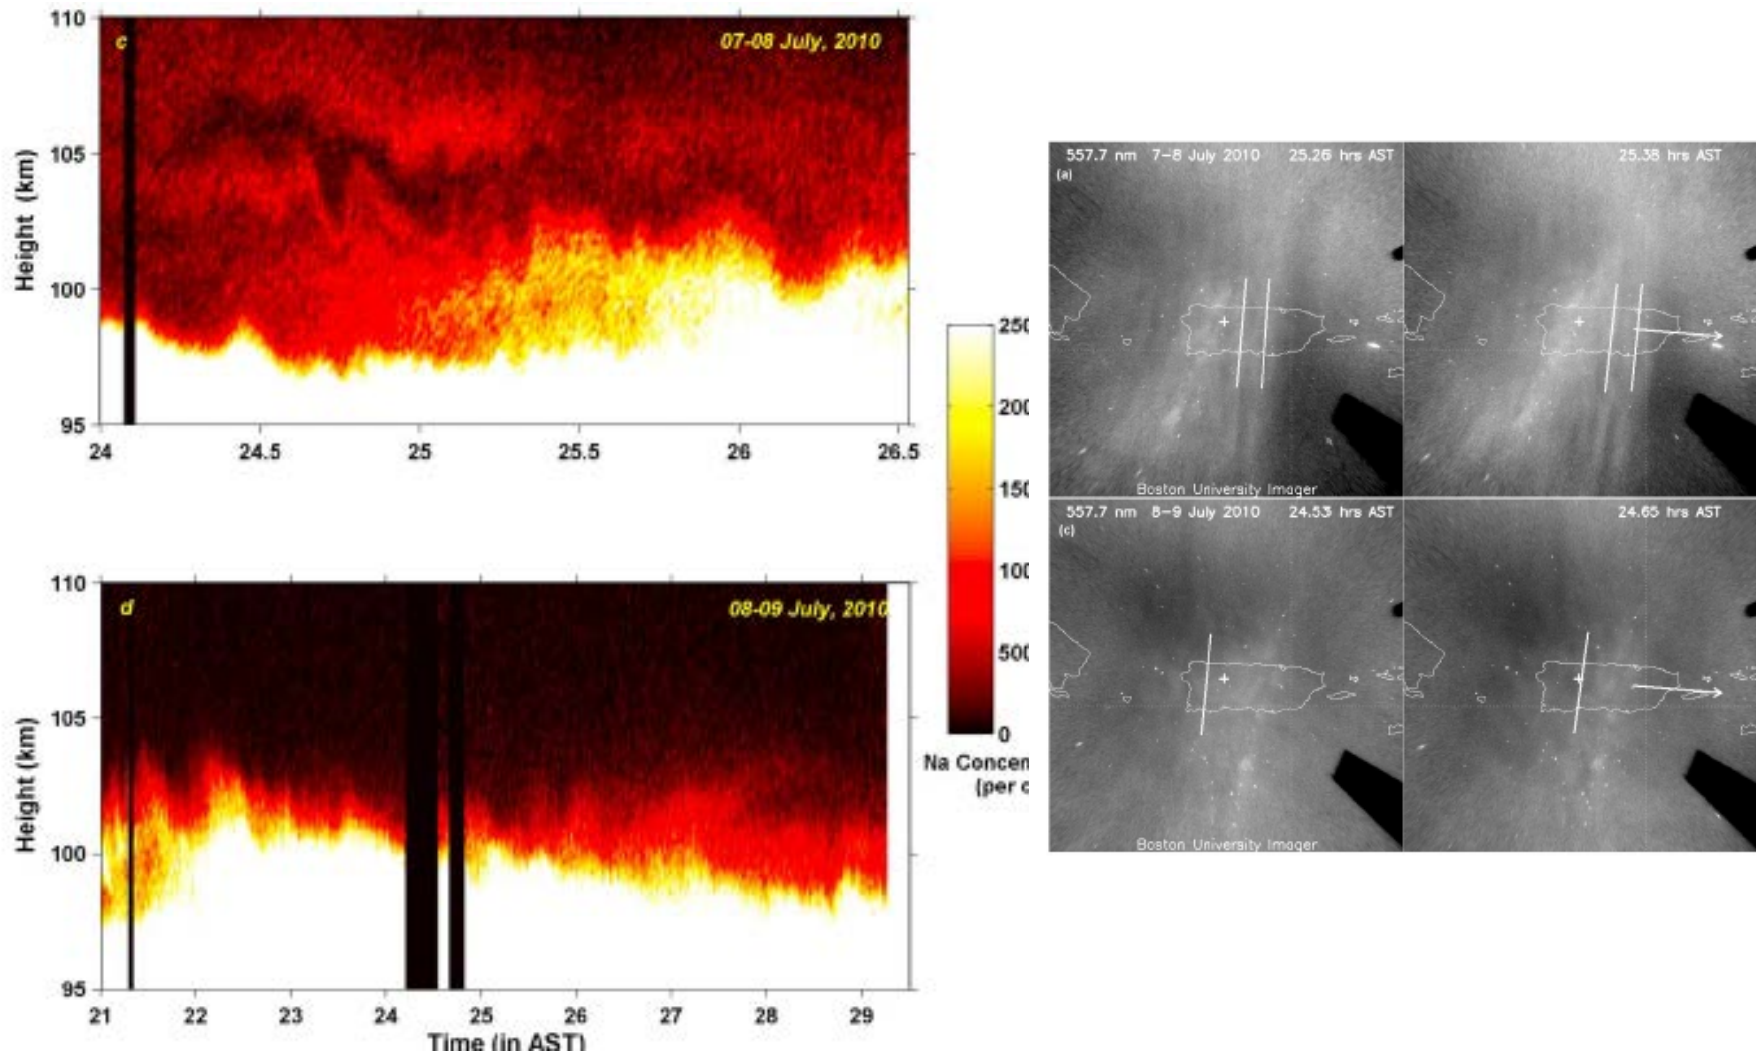 110
c
07-08 July, 2010
105
Height (km)
100
95
24
24.5
25
25.5
26
26.5
110
d
08-09 July, 2010
105
Height (km)
100
95
21
22
23
24
25
26
27
28
29
Time (in AST)
250
200
150
100
500
0
Na Concen
(per c
557.7 nm 7-8 July 2010 25.26 hrs AST
(a)
25.38 hrs AST
Boston University Imager
557.7 nm 8-9 July 2010 24.53 hrs AST
(c)
24.65 hrs AST
Boston University Imager